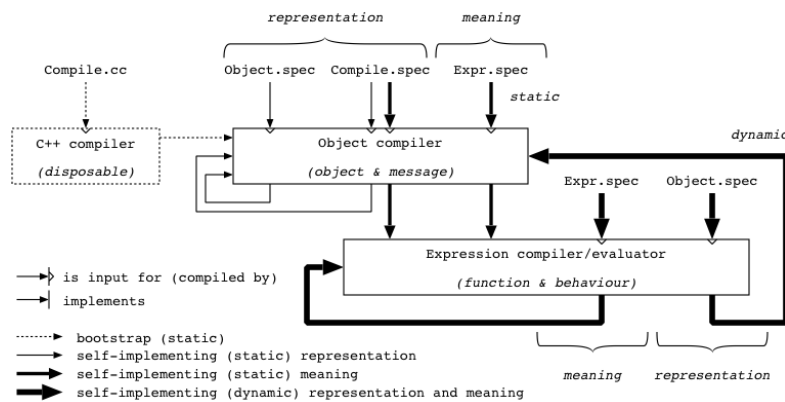 representation meaning
Compile.cc Object.spec Compile.spec Expr.spec
static
C++ compiler
(disposable)
Object compiler
(object & message)
dynamic
Expr.spec Object.spec
Expression compiler/evaluator
(function & behaviour)
is input for (compiled by)
implements
bootstrap (static)
self-implementing (static) representation
self-implementing (static) meaning
self-implementing (dynamic) representation and meaning
meaning representation